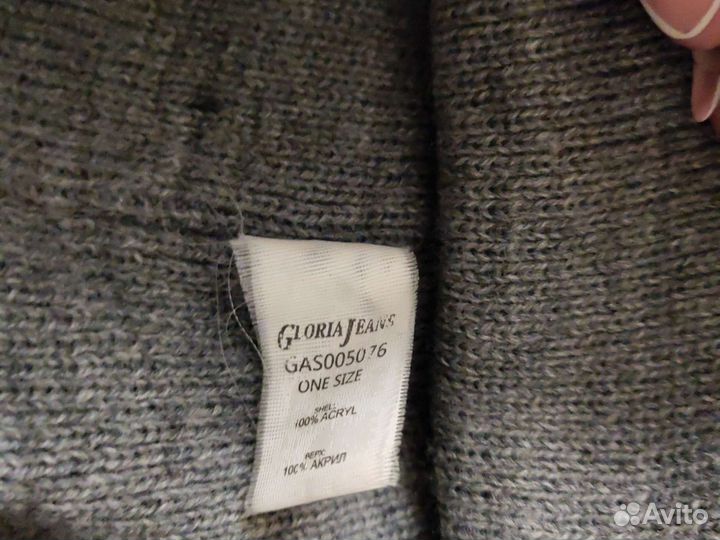 GLORIA JEANS
GAS005076
ONE SIZE
SHELL:
100% ACRYL
ВЕРХ:
100% АКРИЛ
Avito